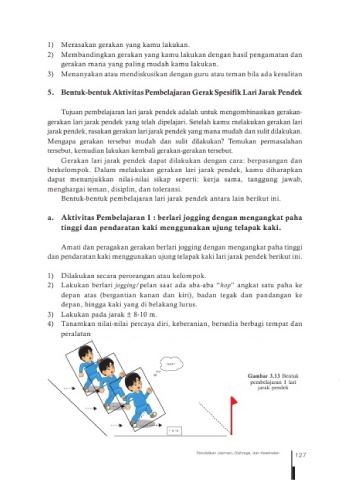 1) Merasakan gerakan yang kamu lakukan.
2) Membandingkan gerakan yang kamu lakukan dengan hasil pengamatan dan
gerakan mana yang paling mudah kamu lakukan.
3) Menanyakan atau mendiskusikan dengan guru atau teman bila ada kesulitan
5. Bentuk-bentuk Aktivitas Pembelajaran Gerak Spesifik Lari Jarak Pendek
Tujuan pembelajaran lari jarak pendek adalah untuk mengombinasikan gerakan-
gerakan lari jarak pendek yang telah dipelajari. Setelah kamu melakukan gerakan lari
jarak pendek, rasakan gerakan lari jarak pendek yang mana mudah dan sulit dilakukan.
Mengapa gerakan tersebut mudah dan sulit dilakukan? Temukan permasalahan
tersebut, kemudian lakukan kembali gerakan-gerakan tersebut.
Gerakan lari jarak pendek dapat dilakukan dengan cara: berpasangan dan
berkelompok. Dalam melakukan gerakan lari jarak pendek, kamu diharapkan
dapat menunjukkan nilai-nilai sikap seperti: kerja sama, tanggung jawab,
menghargai teman, disiplin, dan toleransi.
Bentuk-bentuk pembelajaran lari jarak pendek antara lain berikut ini.
a. Aktivitas Pembelajaran 1 : berlari jogging dengan mengangkat paha
tinggi dan pendaratan kaki menggunakan ujung telapak kaki.
Amati dan peragakan gerakan berlari jogging dengan mengangkat paha tinggi
dan pendaratan kaki menggunakan ujung telapak kaki lari jarak pendek berikut ini.
1) Dilakukan secara perorangan atau kelompok.
2) Lakukan berlari jogging/pelan saat ada aba-aba "hop" angkat satu paha ke
depan atas (bergantian kanan dan kiri), badan tegak dan pandangan ke
depan, hingga kaki yang di belakang lurus.
3) Lakukan pada jarak ± 8-10 m.
4) Tanamkan nilai-nilai percaya diri, keberanian, bersedia berbagi tempat dan
peralatan
Gambar 3.13 Bentuk
pembelajaran 1 lari
jarak pendek
Pendidikan Jasmani, Olahraga, dan Kesehatan
127